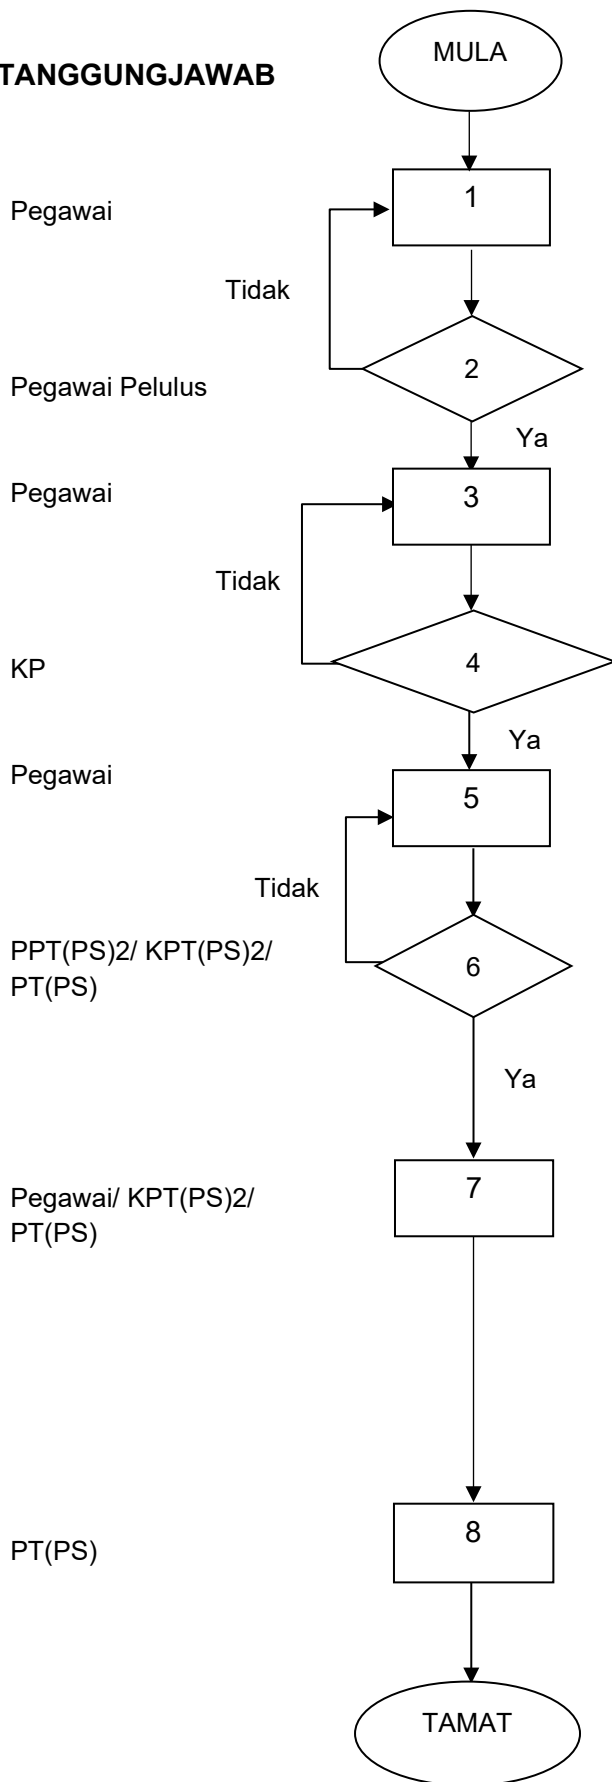 MULA
TANGGUNGJAWAB
1
Pegawai
Tidak
2
Pegawai Pelulus
Ya
Pegawai
3
Tidak
4
KP
Ya
Pegawai
5
Tidak
PPT(PS)2/ KPT(PS)2/
PT(PS)
6
Ya
7
Pegawai/ KPT(PS)2/
PT(PS)
8
PT(PS)
TAMAT